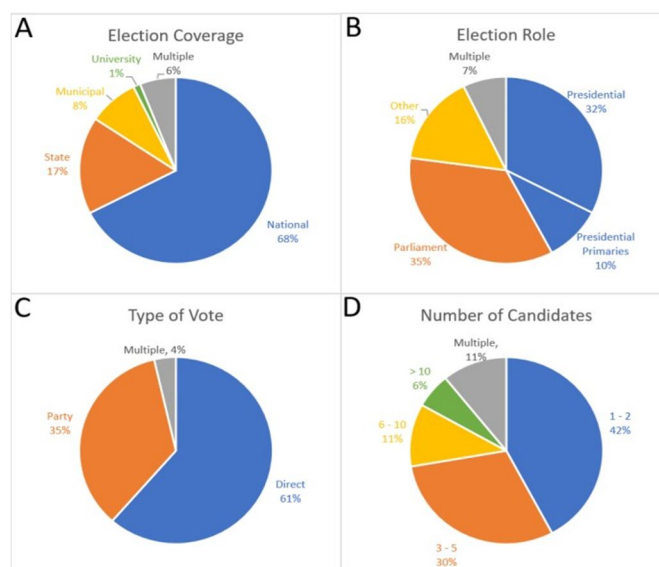 A
Election Coverage
University
1%
Multiple
6%
Municipal
8%
State
17%
National
68%
B
Election Role
Multiple
7%
Presidential
32%
Other
16%
Parliament
35%
Presidential
Primaries
10%
C
Type of Vote
Multiple, 4%
Party
35%
Direct
61%
D
Number of Candidates
Multiple,
11%
> 10
6%
6 - 10
11%
1 - 2
42%
3 - 5
30%